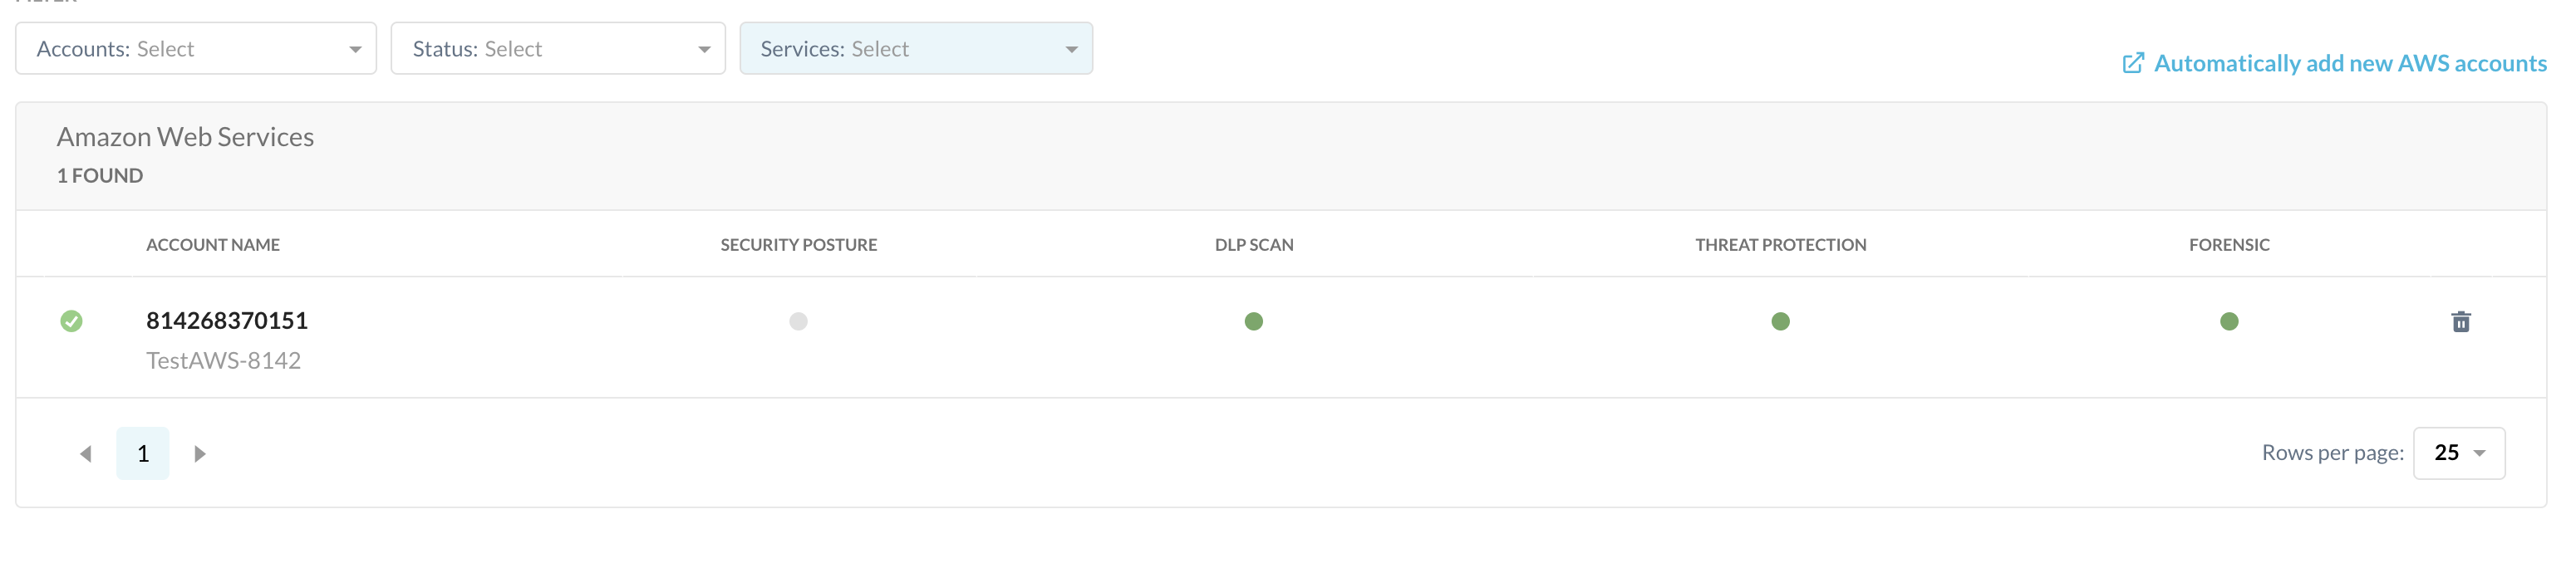 FILTER
Accounts: Select
Status: Select
Services: Select
Automatically add new AWS accounts
Amazon Web Services
1 FOUND
ACCOUNT NAME SECURITY POSTURE DLP SCAN THREAT PROTECTION FORENSIC
814268370151
TestAWS-8142
1
Rows per page: 25